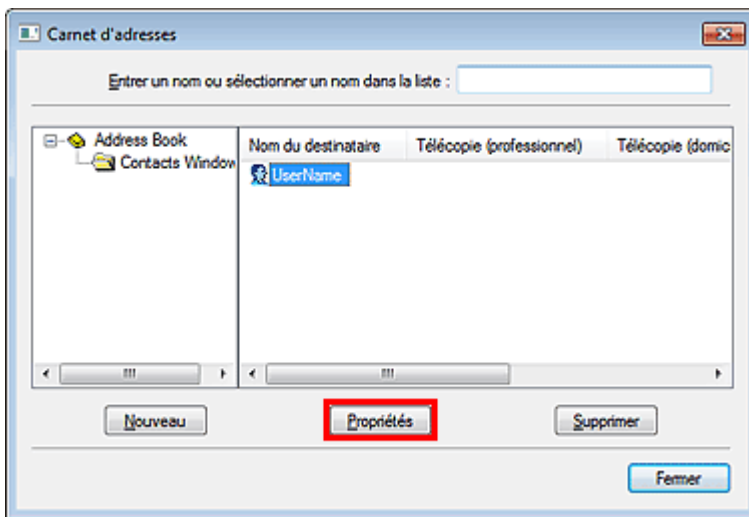 Carnet d'adresses
Entrer un nom ou sélectionner un nom dans la liste :
Address Book
Contacts Window
Nom du destinataire Télécopie (professionnel) Télécopie (domic
UserName
Nouveau Propriétés Supprimer
Fermer